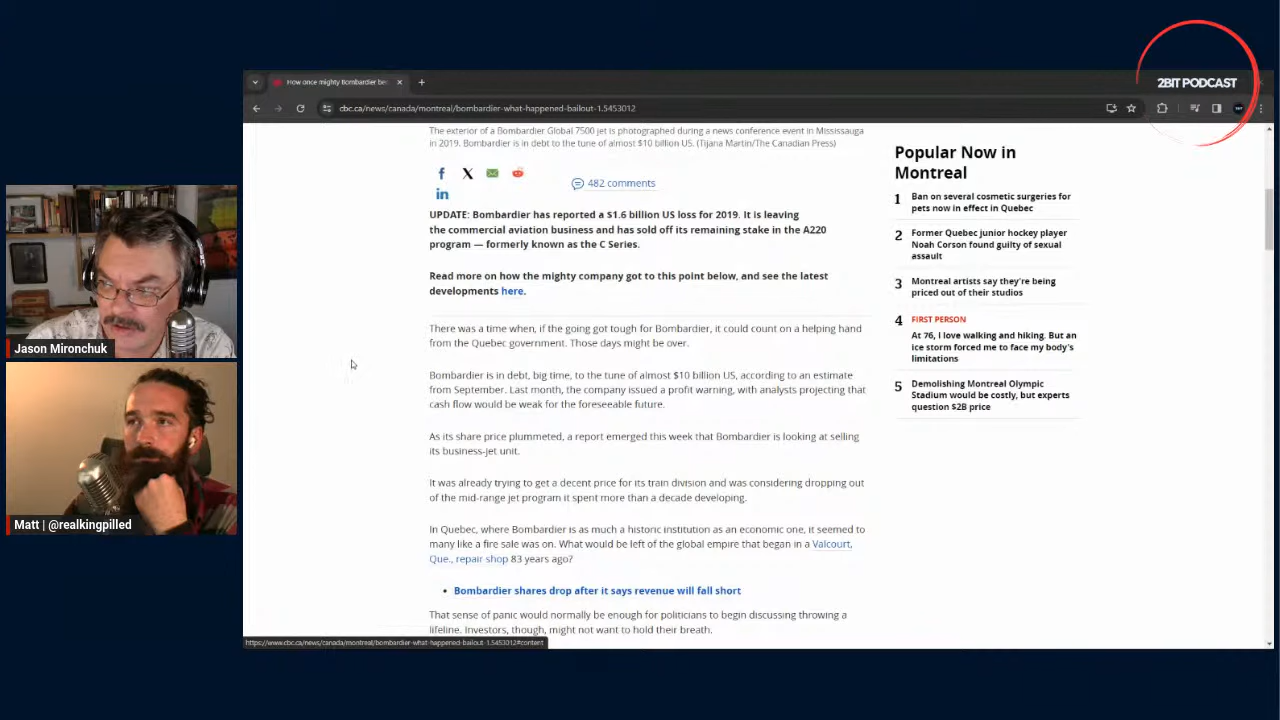 2BIT PODCAST
How once mighty Bombardier be
cbc.ca/news/canada/montreal/bombardier-what-happened-bailout-1.5453012
The exterior of a Bombardier Global 7500 jet is photographed during a news conference event in Mississauga
in 2019. Bombardier is in debt to the tune of almost $10 billion US. (Tijana Martin/The Canadian Press)
482 comments
UPDATE: Bombardier has reported a $1.6 billion US loss for 2019. It is leaving
the commercial aviation business and has sold off its remaining stake in the A220
program — formerly known as the C Series.
Read more on how the mighty company got to this point below, and see the latest
developments here.
There was a time when, if the going got tough for Bombardier, it could count on a helping hand
from the Quebec government. Those days might be over.
Bombardier is in debt, big time, to the tune of almost $10 billion US, according to an estimate
from September. Last month, the company issued a profit warning, with analysts projecting that
cash flow would be weak for the foreseeable future.
As its share price plummeted, a report emerged this week that Bombardier is looking at selling
its business-jet unit.
It was already trying to get a decent price for its train division and was considering dropping out
of the mid-range jet program it spent more than a decade developing.
In Quebec, where Bombardier is as much a historic institution as an economic one, it seemed to
many like a fire sale was on. What would be left of the global empire that began in a Valcourt,
Que., repair shop 83 years ago?
• Bombardier shares drop after it says revenue will fall short
That sense of panic would normally be enough for politicians to begin discussing throwing a
lifeline. Investors, though, might not want to hold their breath.
https://www.cbc.ca/news/canada/montreal/bombardier-what-happened-bailout-1.5453012#content
Popular Now in
Montreal
1 Ban on several cosmetic surgeries for
pets now in effect in Quebec
2 Former Quebec junior hockey player
Noah Corson found guilty of sexual
assault
3 Montreal artists say they're being
priced out of their studios
4 FIRST PERSON
At 76, I love walking and hiking. But an
ice storm forced me to face my body's
limitations
5 Demolishing Montreal Olympic
Stadium would be costly, but experts
question $2B price
Jason Mironchuk
Matt | @realkingpilled